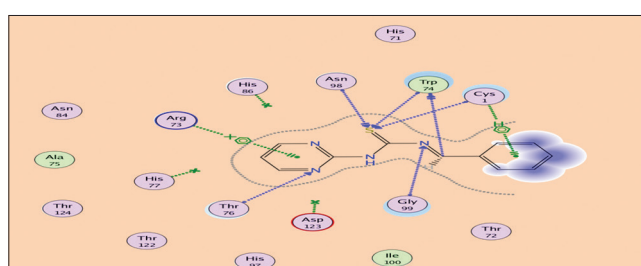 His
71
His
86
Asn
98
Trp
74
Cys
1
Asn
84
Arg
73
H
S
N
N
N
N
H
Ala
75
His
77
Thr
76
Gly
99
Thr
124
Asp
123
Thr
122
Thr
72
His
97
Ile
100